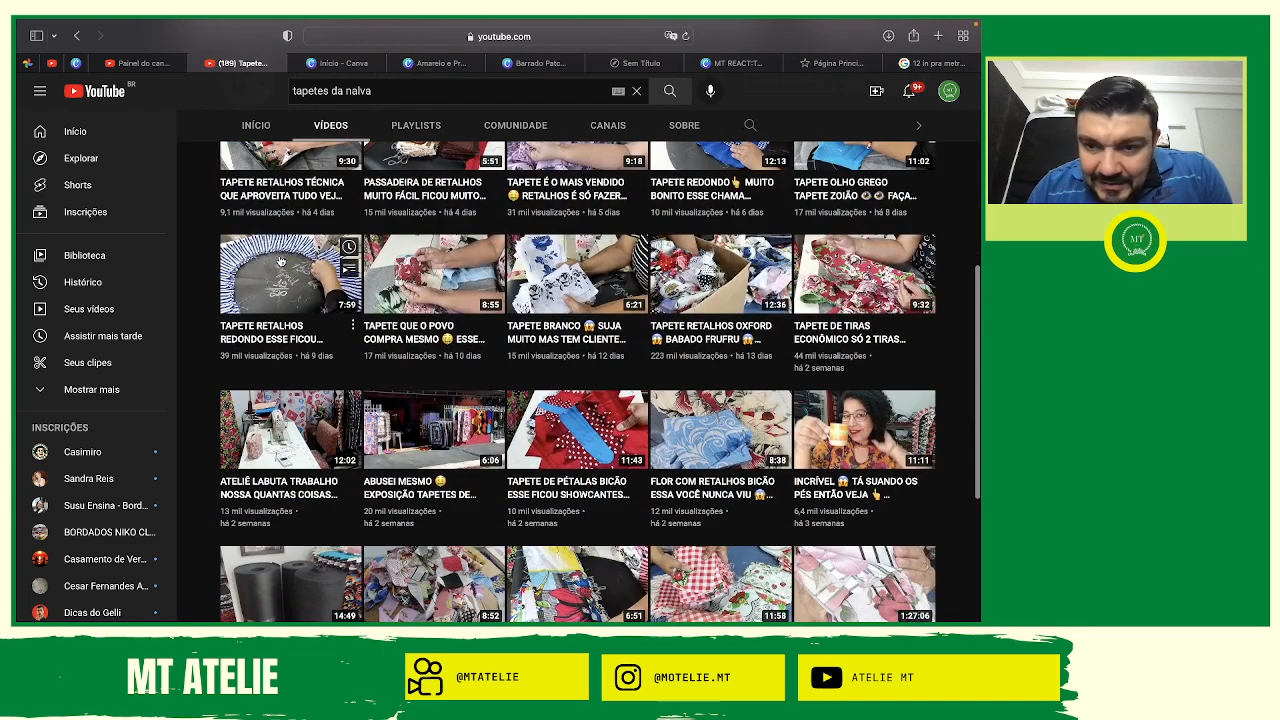 youtube.com
Painel do can...
(189) Tapete...
Início – Canva
Amarelo e Pr...
Barrado Patc...
Sem Título
MT REACT:T...
Página Princi...
12 in pra metr...
YouTube BR
tapetes da nalva
9+
INÍCIO
VÍDEOS
PLAYLISTS
COMUNIDADE
CANAIS
SOBRE
Início
Explorar
Shorts
Inscrições
Biblioteca
Histórico
Seus vídeos
Assistir mais tarde
Seus clipes
Mostrar mais
INSCRIÇÕES
Casimiro
Sandra Reis
Susu Ensina - Bord...
BORDADOS NIKO CL...
Casamento de Ver...
Cesar Fernandes A...
Dicas do Gelli
9:30
TAPETE RETALHOS TÉCNICA
QUE APROVEITA TUDO VEJ...
9,1 mil visualizações • há 4 dias
5:51
PASSADEIRA DE RETALHOS
MUITO FÁCIL FICOU MUITO...
15 mil visualizações • há 4 dias
9:18
TAPETE É O MAIS VENDIDO
RETALHOS É SÓ FAZER...
31 mil visualizações • há 5 dias
12:13
TAPETE REDONDO MUITO
BONITO ESSE CHAMA...
10 mil visualizações • há 6 dias
11:02
TAPETE OLHO GREGO
TAPETE ZOIÃO FAÇA...
17 mil visualizações • há 8 dias
7:59
TAPETE RETALHOS
REDONDO ESSE FICOU...
39 mil visualizações • há 9 dias
8:55
TAPETE QUE O POVO
COMPRA MESMO ESSE...
17 mil visualizações • há 10 dias
6:21
TAPETE BRANCO SUJA
MUITO MAS TEM CLIENTE...
15 mil visualizações • há 12 dias
12:36
TAPETE RETALHOS OXFORD
BABADO FRUFRU
223 mil visualizações • há 13 dias
9:32
TAPETE DE TIRAS
ECONÔMICO SÓ 2 TIRAS...
44 mil visualizações •
há 2 semanas
12:02
ATELIÊ LABUTA TRABALHO
NOSSA QUANTAS COISAS...
13 mil visualizações •
há 2 semanas
6:06
ABUSEI MESMO
EXPOSIÇÃO TAPETES DE...
20 mil visualizações •
há 2 semanas
11:43
TAPETE DE PÉTALAS BICÃO
ESSE FICOU SHOWCANTES...
10 mil visualizações •
há 2 semanas
8:38
FLOR COM RETALHOS BICÃO
ESSA VOCÊ NUNCA VIU
12 mil visualizações •
há 2 semanas
11:11
INCRÍVEL TÁ SUANDO OS
PÉS ENTÃO VEJA
6,4 mil visualizações •
há 3 semanas
14:49
8:52
6:51
11:58
1:27:06
MT
MT ATELIE
@MTATELIE
@MOTELIE.MT
ATELIE MT